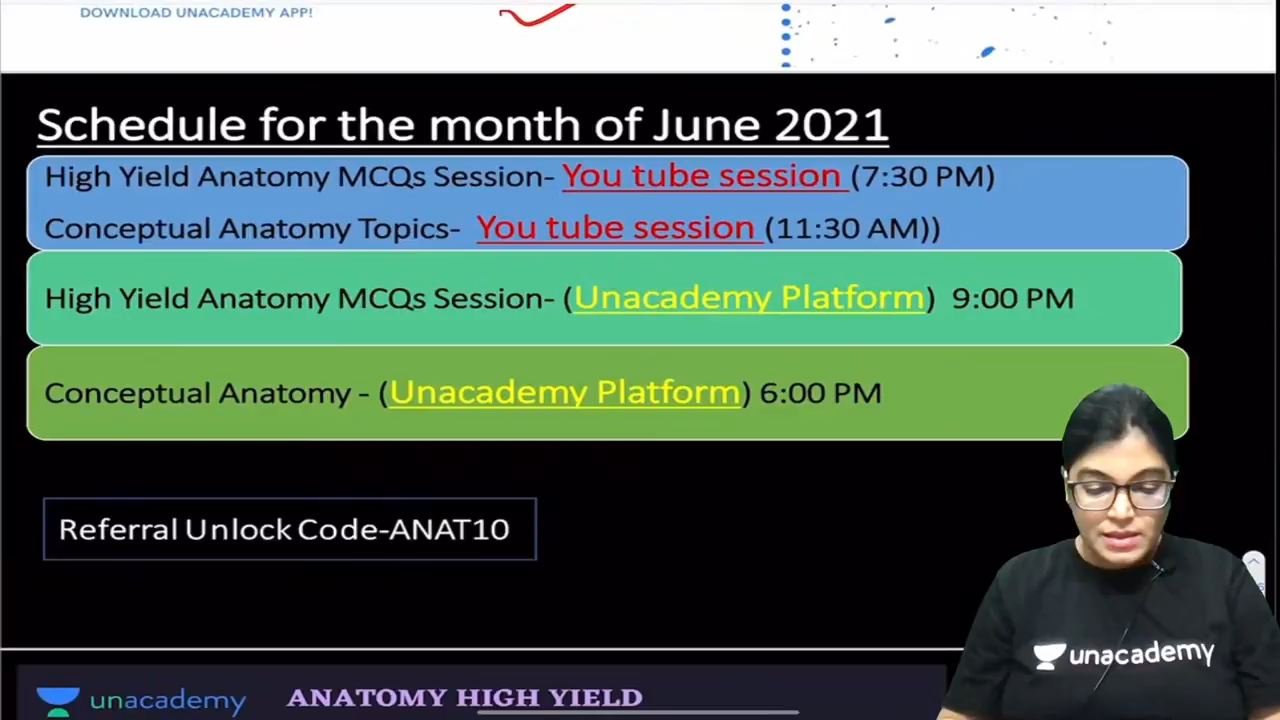 DOWNLOAD UNACADEMY APP!
Schedule for the month of June 2021
High Yield Anatomy MCQs Session- You tube session (7:30 PM)
Conceptual Anatomy Topics- You tube session (11:30 AM))
High Yield Anatomy MCQs Session- (Unacademy Platform) 9:00 PM
Conceptual Anatomy - (Unacademy Platform) 6:00 PM
Referral Unlock Code-ANAT10
unacademy
unacademy ANATOMY HIGH YIELD